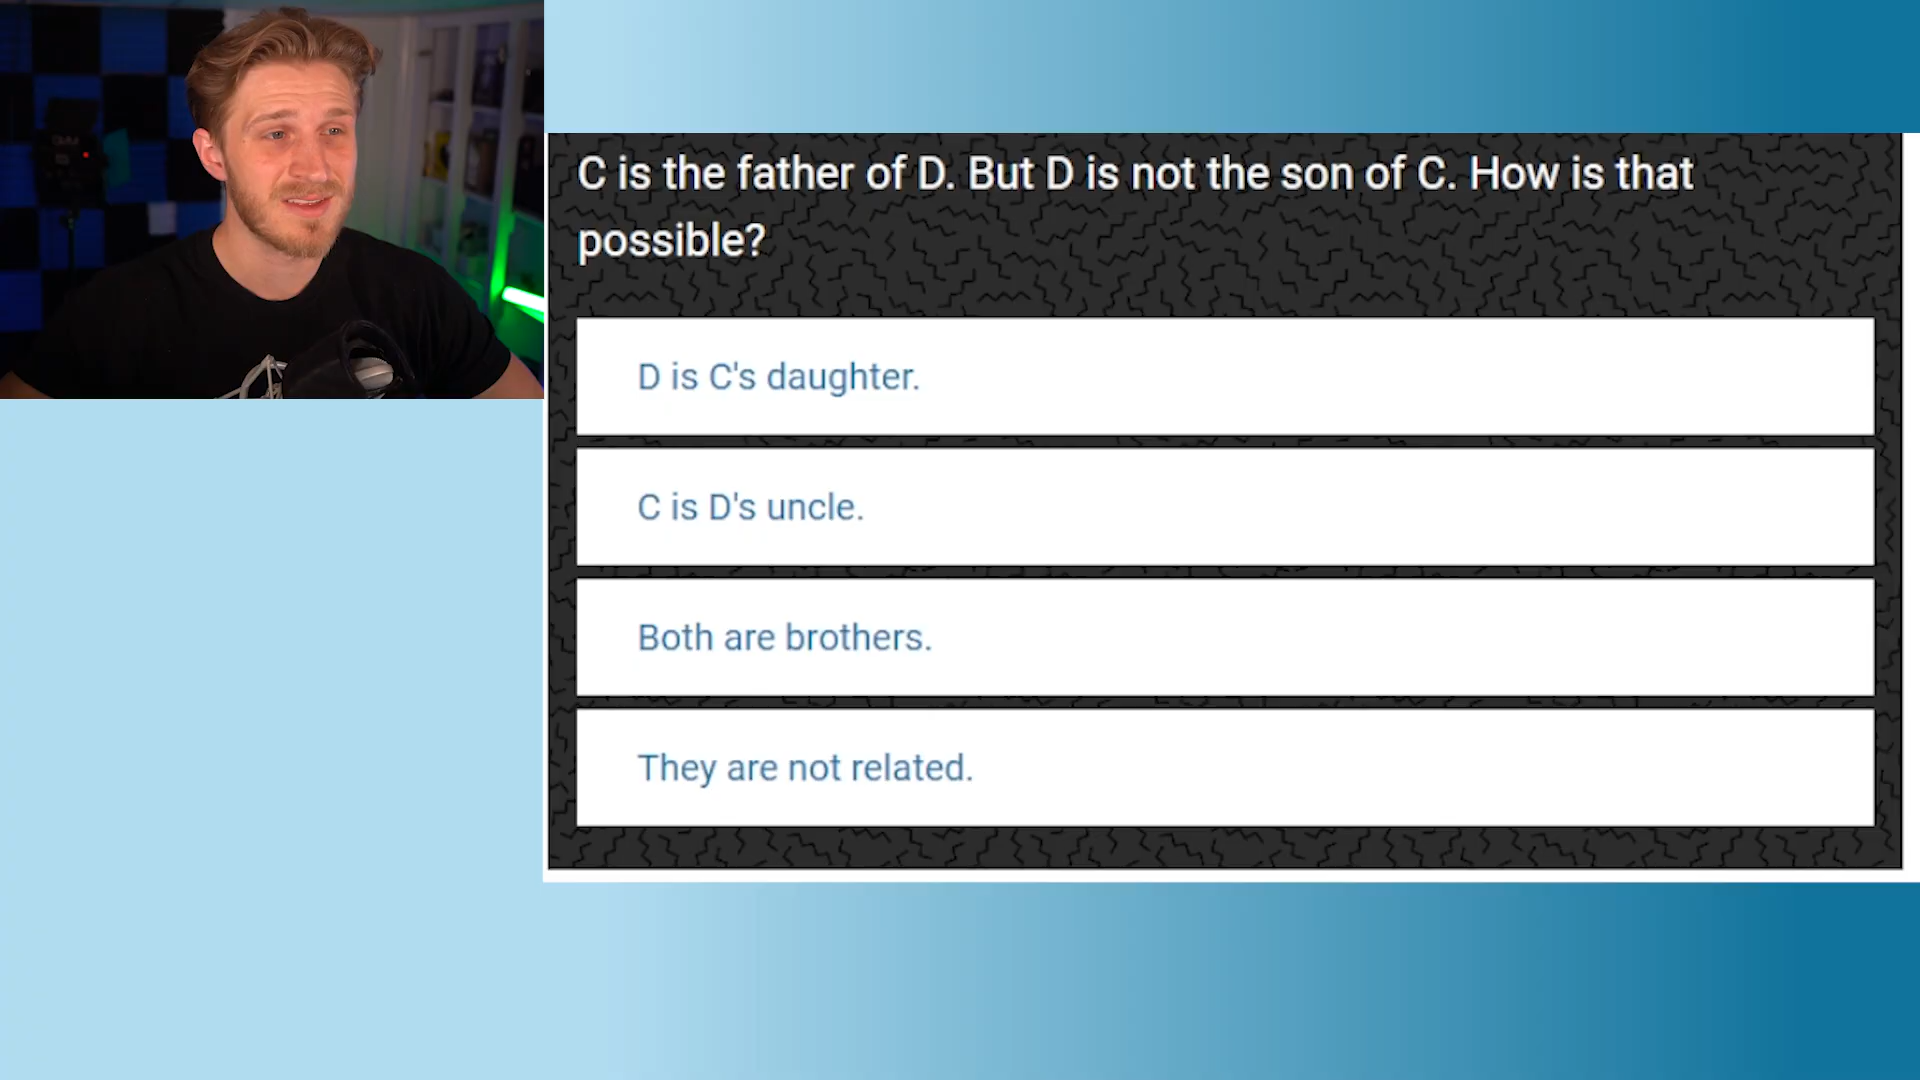 C is the father of D. But D is not the son of C. How is that
possible?
D is C's daughter.
C is D's uncle.
Both are brothers.
They are not related.